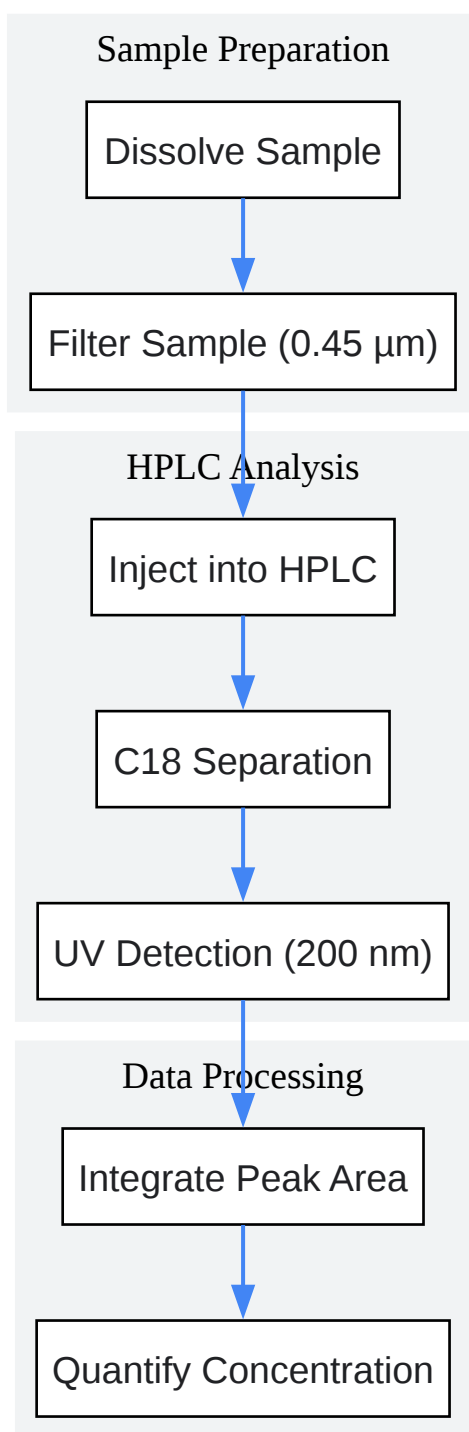 Sample Preparation
Dissolve Sample
Filter Sample (0.45 µm)
HPLC Analysis
Inject into HPLC
C18 Separation
UV Detection (200 nm)
Data Processing
Integrate Peak Area
Quantify Concentration